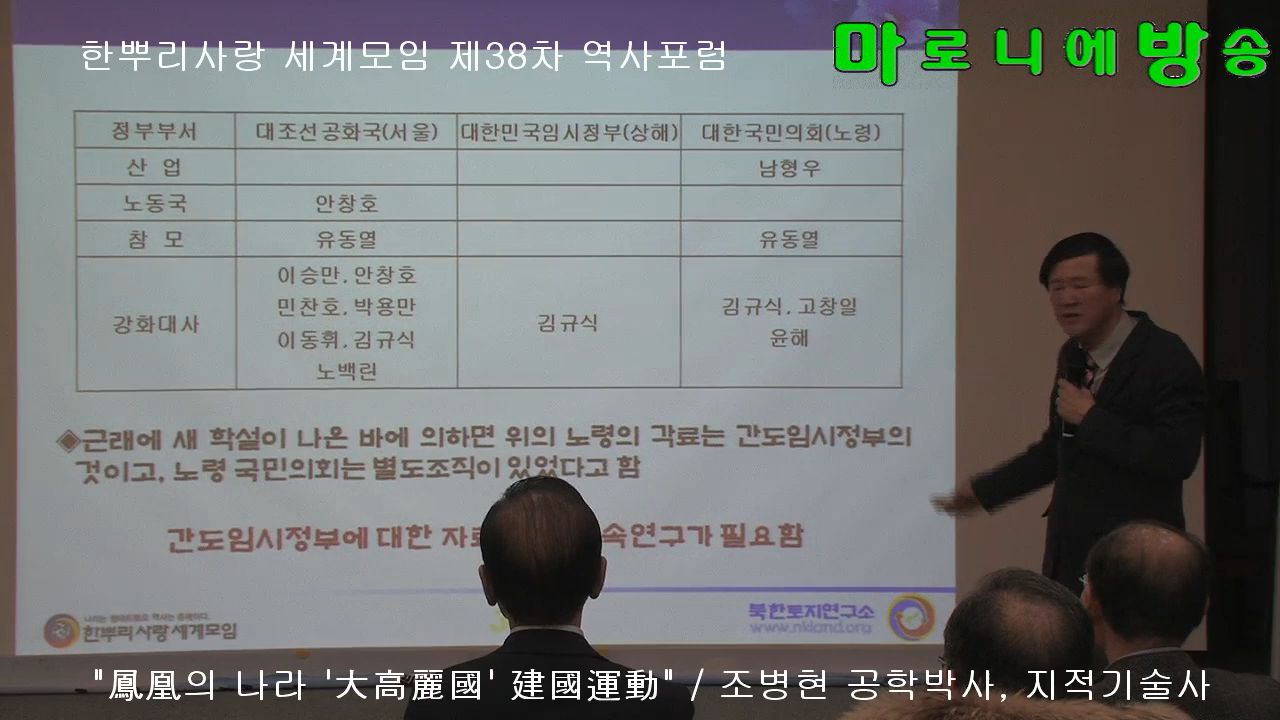 한뿌리사랑 세계모임 제38차 역사포럼
마로니에방송
정부부서 대조선공화국(서울) 대한민국임시정부(상해) 대한국민의회(노령)
산 업 남형우
노동국 안창호
참 모 유동열 유동열
강화대사 이승만, 안창호 김규식 김규식, 고창일
민찬호, 박용만 윤해
이동휘, 김규식
노백린
◈근래에 새 학설이 나온 바에 의하면 위의 노령의 각료는 간도임시정부의
것이고, 노령 국민의회는 별도조직이 있었다고 함
간도임시정부에 대한 자료 속연구가 필요함
한뿌리사랑세계모임
북한토지연구소
www.nkland.org
"鳳凰의 나라 '大高麗國' 建國運動" / 조병현 공학박사, 지적기술사